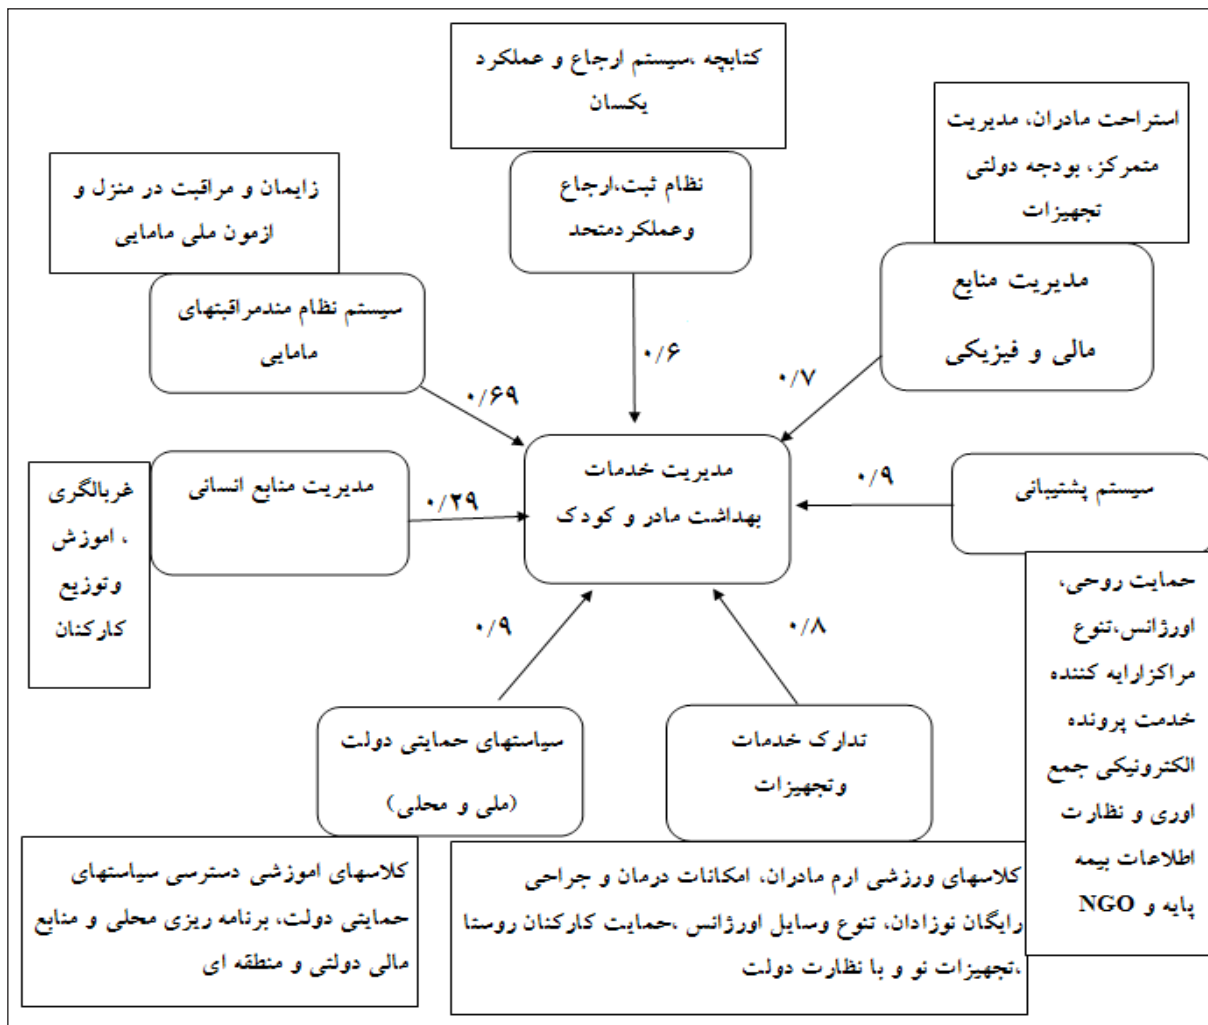 کتابچه ،سیستم ارجاع و عملکرد
یکسان
نظام ثبت،ارجاع
وعملکردمتحد
۰/۶
استراحت مادران، مدیریت
متمرکز، بودجه دولتی
تجهیزات
مدیریت منابع
مالی و فیزیکی
۰/۷
زایمان و مراقبت در منزل و
ازمون ملی مامایی
سیستم نظام مندمراقبتهای
مامایی
۰/۶۹
مدیریت خدمات
بهداشت مادر و کودک
سیستم پشتیبانی
۰/۹
حمایت روحی،
اورژانس،تنوع
مراکزارایه کننده
خدمت پرونده
الکترونیکی جمع
اوری و نظارت
اطلاعات بیمه
پایه و NGO
مدیریت منابع انسانی
۰/۲۹
غربالگری
، اموزش
وتوزیع
کارکنان
۰/۸
تدارک خدمات
وتجهیزات
کلاسهای ورزشی ارم مادران، امکانات درمان و جراحی
رایگان نوزادان، تنوع وسایل اورژانس ،حمایت کارکنان روستا
،تجهیزات نو و با نظارت دولت
۰/۹
سیاستهای حمایتی دولت
(ملی و محلی)
کلاسهای اموزشی دسترسی سیاستهای
حمایتی دولت، برنامه ریزی محلی و منابع
مالی دولتی و منطقه ای